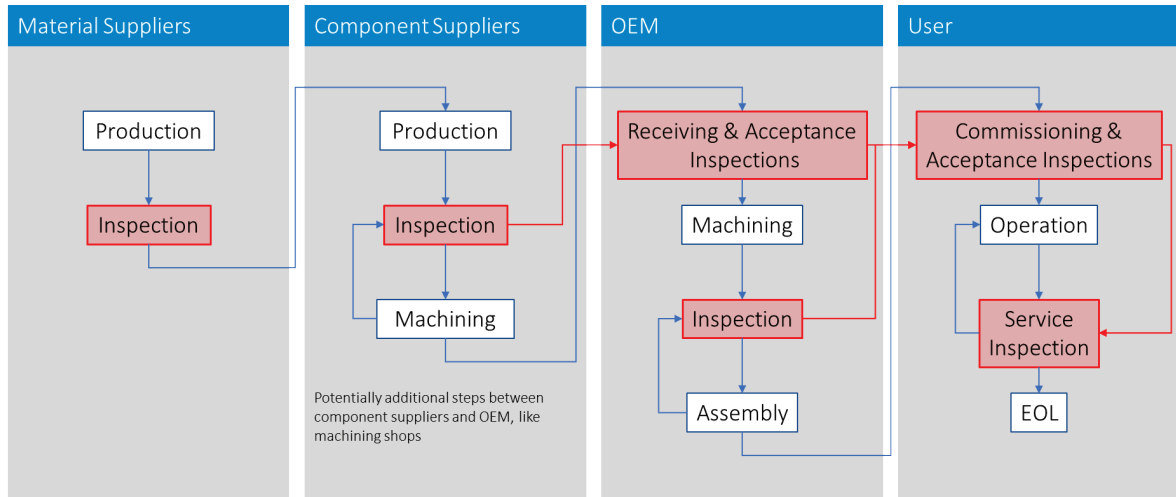 Material Suppliers
Production
Inspection
Component Suppliers
Production
Inspection
Machining
Potentially additional steps between
component suppliers and OEM, like
machining shops
OEM
Receiving & Acceptance
Inspections
Machining
Inspection
Assembly
User
Commissioning &
Acceptance Inspections
Operation
Service
Inspection
EOL